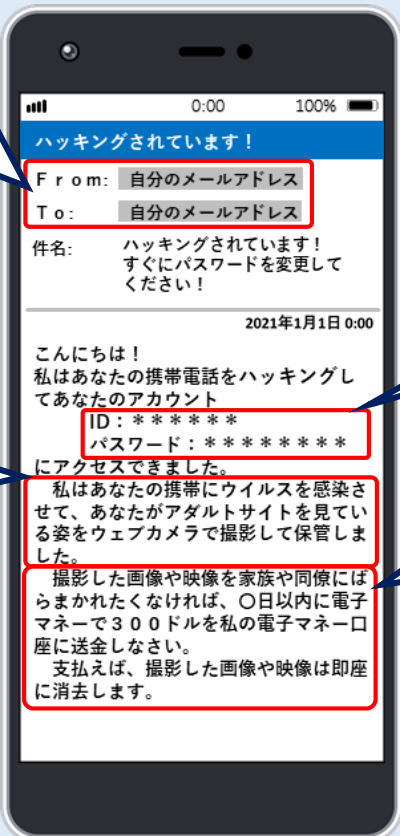 0:00 100%
ハッキングされています！
From: 自分のメールアドレス
To: 自分のメールアドレス
件名: ハッキングされています！
すぐにパスワードを変更して
ください！
2021年1月1日 0:00
こんにちは！
私はあなたの携帯電話をハッキングし
てあなたのアカウント
ID：＊＊＊＊＊＊
パスワード：＊＊＊＊＊＊＊＊
にアクセスできました。
私はあなたの携帯にウイルスを感染さ
せて、あなたがアダルトサイトを見てい
る姿をウェブカメラで撮影して保管しま
した。
撮影した画像や映像を家族や同僚にば
らまかれたくなければ、〇日以内に電子
マネーで３００ドルを私の電子マネー口
座に送金しなさい。
支払えば、撮影した画像や映像は即座
に消去します。